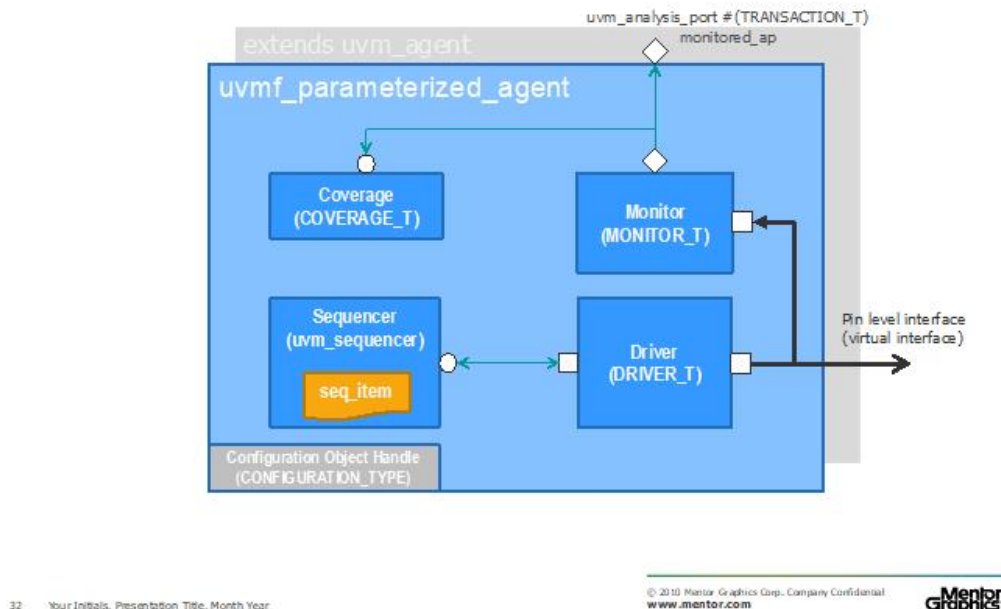 uvm_analysis_port #(TRANSACTION_T)
monitored_ap
extends uvm_agent
uvmf_parameterized_agent
Coverage
(COVERAGE_T)
Monitor
(MONITOR_T)
Sequencer
(uvm_sequencer)
seq_item
Driver
(DRIVER_T)
Pin level interface
(virtual interface)
Configuration Object Handle
(CONFIGURATION_TYPE)
32 Your Initials, Presentation Title, Month Year
© 2010 Mentor Graphics Corp. Company Confidential
www.mentor.com
Mentor
Graphics